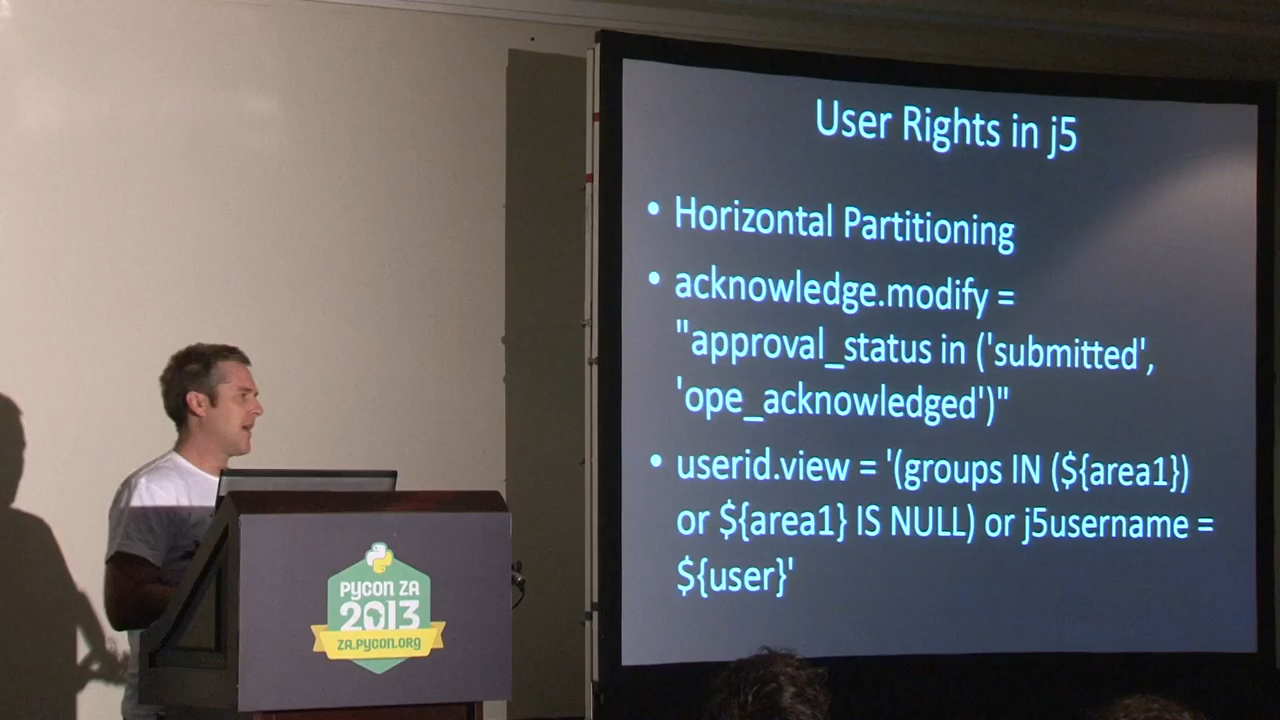 User Rights in j5
• Horizontal Partitioning
• acknowledge.modify =
"approval_status in ('submitted',
'ope_acknowledged')"
• userid.view = '(groups IN (${area1})
or ${area1} IS NULL) or j5username =
${user}'
PYCON ZA
2013
ZA.PYCON.ORG